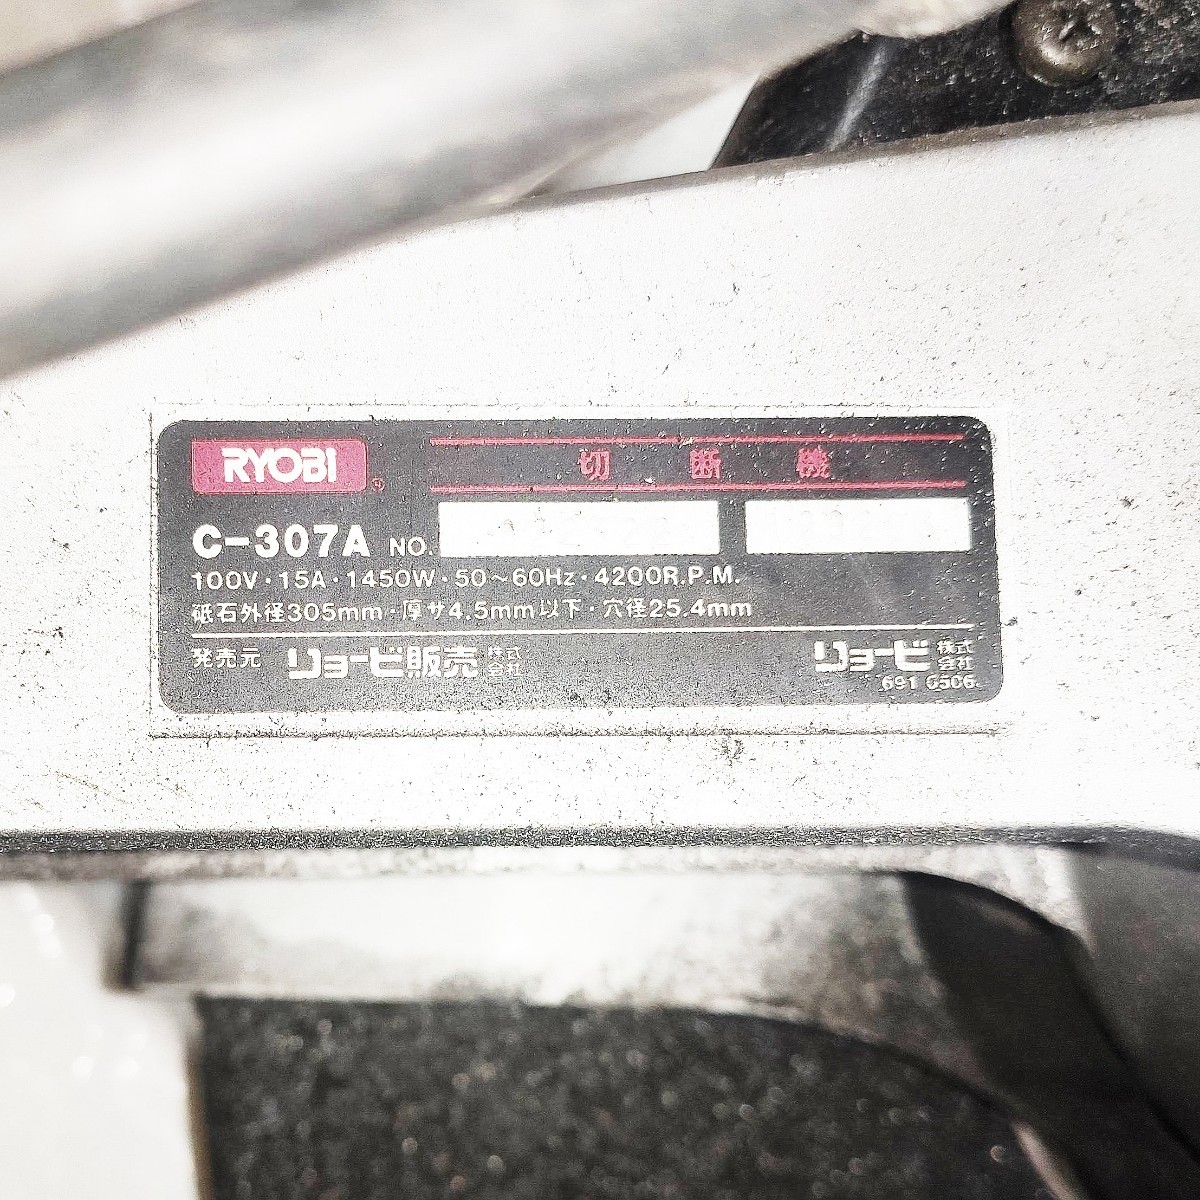 RYOBI
切断機
C-307A NO.
100V・15A・1450W・50～60Hz・4200R.P.M.
砥石外径305mm・厚サ4.5mm以下・穴径25.4mm
発売元 リョービ販売株式会社
リョービ株式会社
691 0506